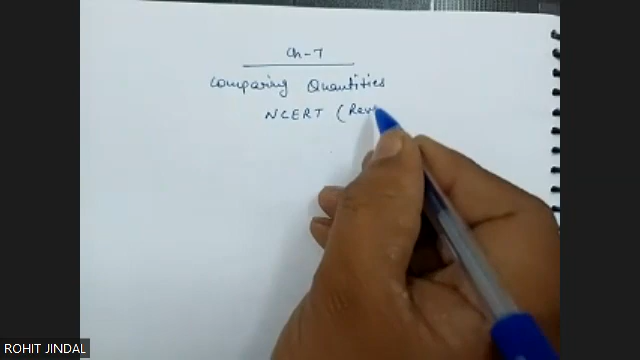 Ch-7
Comparing Quantities
NCERT (Rev
ROHIT JINDAL